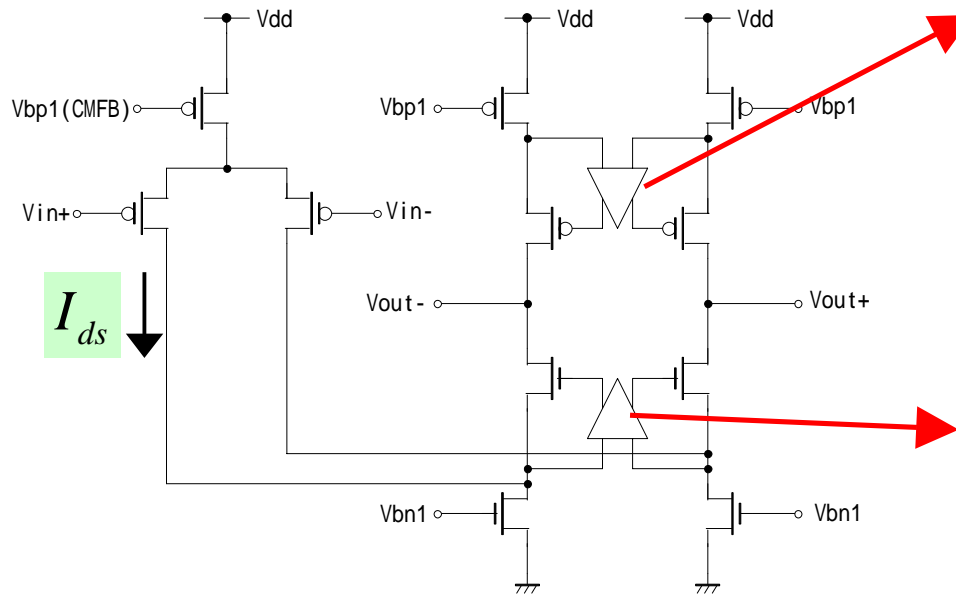 Vdd
Vdd
Vdd
Vbp1(CMFB)
Vbp1
Vbp1
Vin+
Vin-
Ids
Vout-
Vout+
Vbn1
Vbn1